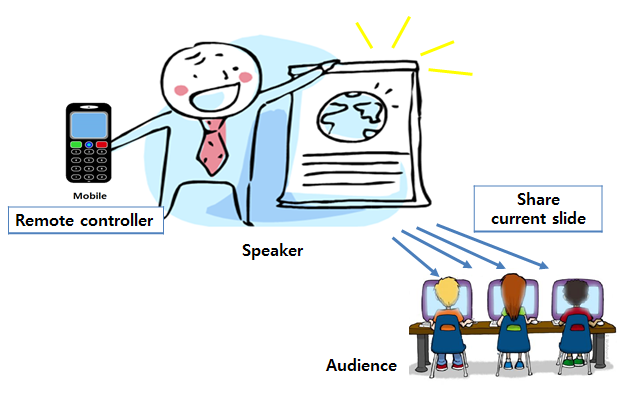 Mobile
Remote controller
Speaker
Share
current slide
Audience